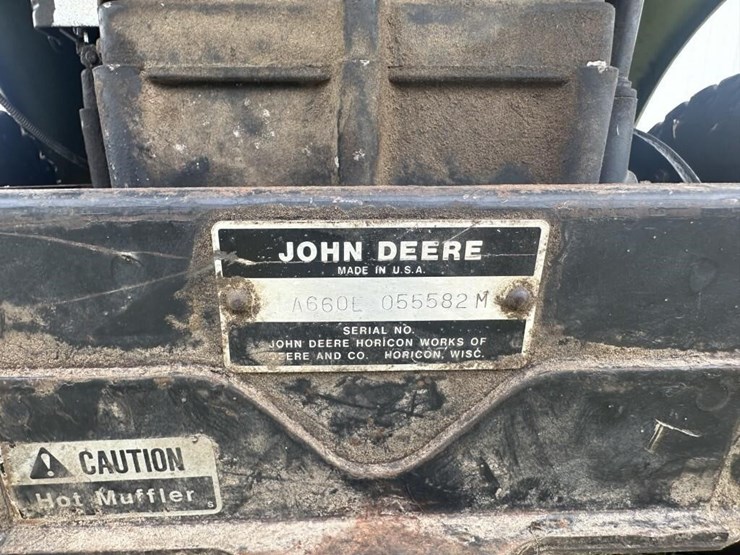 JOHN DEERE
MADE IN U.S.A.
A660L 055582 M
SERIAL NO.
JOHN DEERE HORICON WORKS OF
EERE AND CO. HORICON, WISC.
CAUTION
Hot Muffler